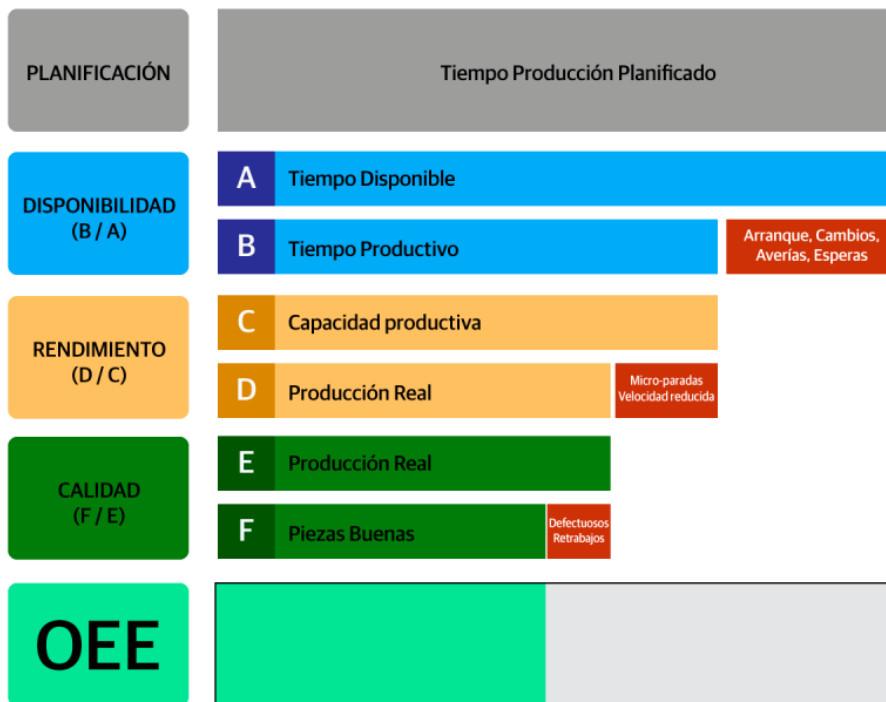 PLANIFICACIÓN
Tiempo Producción Planificado
DISPONIBILIDAD
(B / A)
A
Tiempo Disponible
B
Tiempo Productivo
Arranque, Cambios,
Averías, Esperas
RENDIMIENTO
(D / C)
C
Capacidad productiva
D
Producción Real
Micro-paradas
Velocidad reducida
CALIDAD
(F / E)
E
Producción Real
F
Piezas Buenas
Defectuosos
Retrabajos
OEE